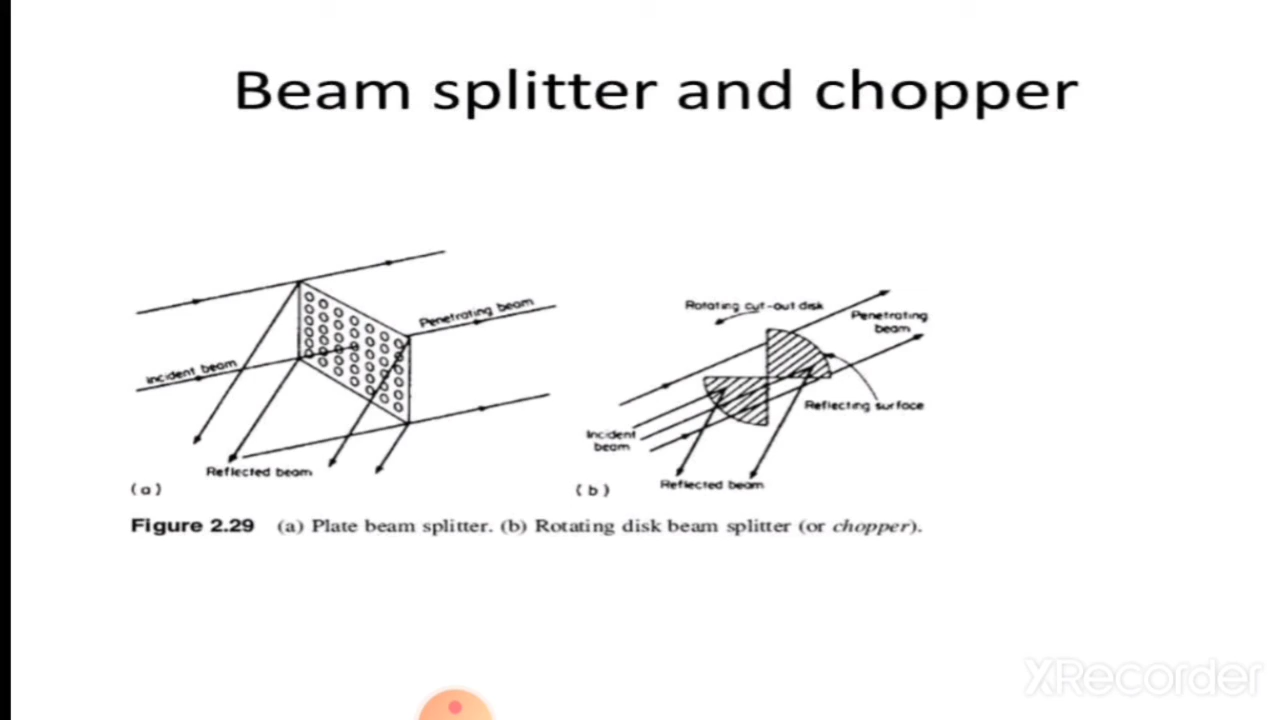 Beam splitter and chopper
Penetrating beam
Incident beam
Reflected beam
(a)
Rotating cut-out disk
Penetrating
beam
Reflecting surface
Incident
beam
Reflected beam
(b)
Figure 2.29 (a) Plate beam splitter. (b) Rotating disk beam splitter (or chopper).
XRecorder